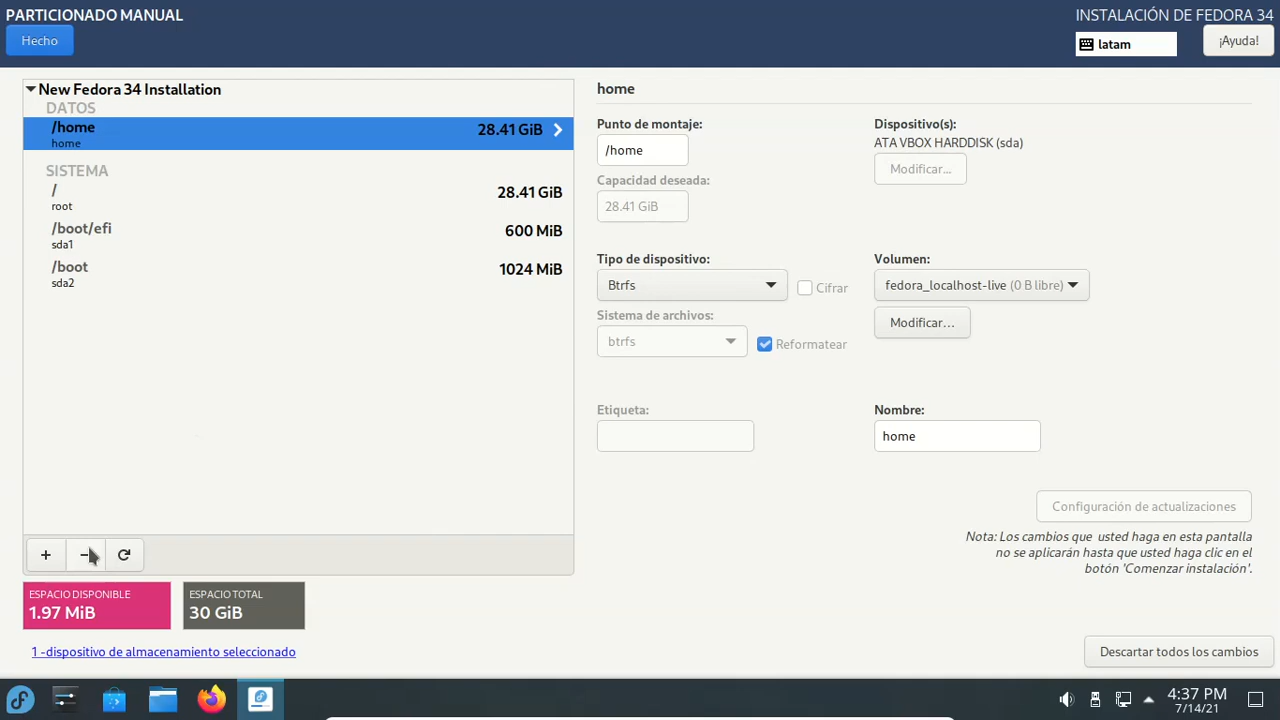 PARTICIONADO MANUAL
INSTALACIÓN DE FEDORA 34
Hecho
latam
¡Ayuda!
New Fedora 34 Installation
DATOS
/home
28.41 GiB
home
SISTEMA
/
28.41 GiB
root
/boot/efi
600 MiB
sda1
/boot
1024 MiB
sda2
ESPACIO DISPONIBLE
1.97 MiB
ESPACIO TOTAL
30 GiB
1 -dispositivo de almacenamiento seleccionado
home
Punto de montaje:
/home
Capacidad deseada:
28.41 GiB
Dispositivo(s):
ATA VBOX HARDDISK (sda)
Modificar...
Tipo de dispositivo:
Btrfs
Cifrar
Sistema de archivos:
btrfs
Reformatear
Volumen:
fedora_localhost-live (0 B libre)
Modificar...
Etiqueta:
Nombre:
home
Configuración de actualizaciones
Nota: Los cambios que usted haga en esta pantalla
no se aplicarán hasta que usted haga clic en el
botón 'Comenzar instalación'.
Descartar todos los cambios
4:37 PM
7/14/21